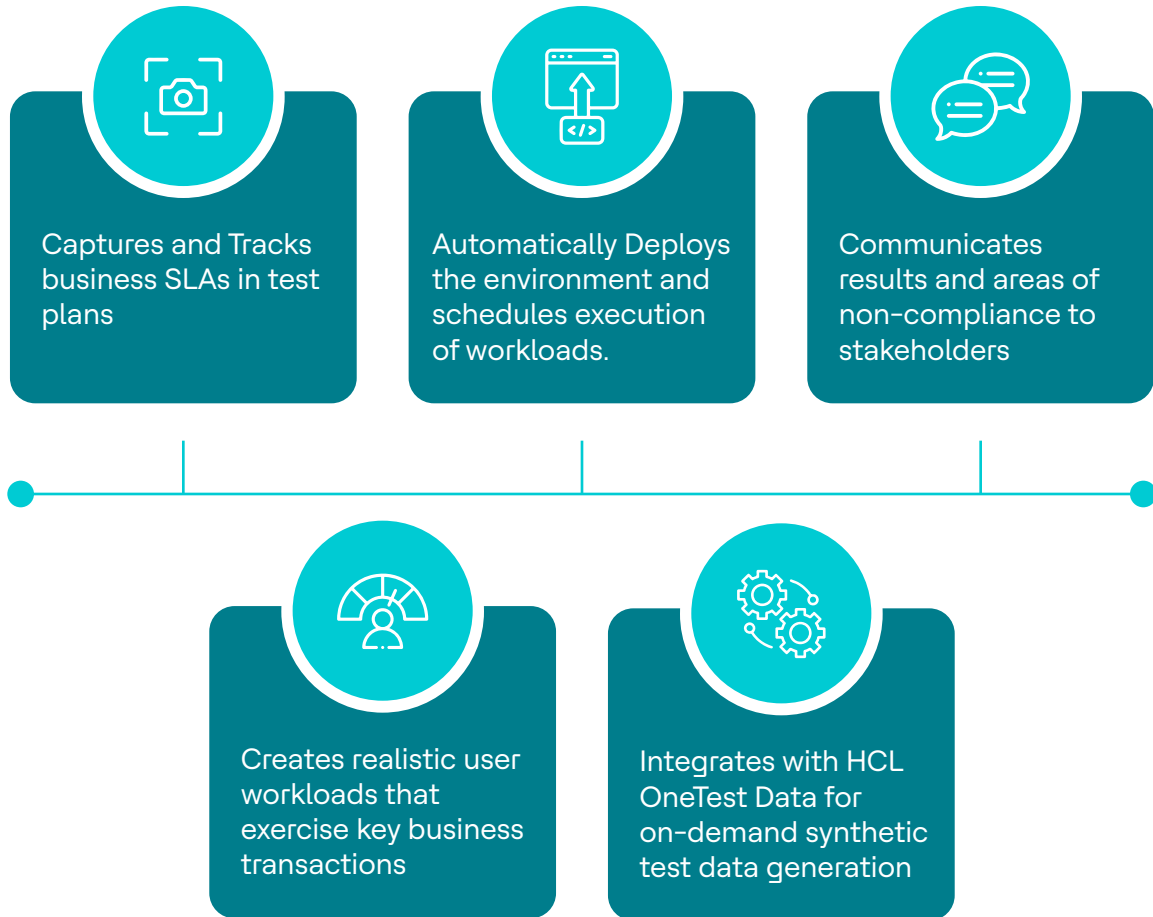 Captures and Tracks
business SLAs in test
plans
Automatically Deploys
the environment and
schedules execution
of workloads.
Communicates
results and areas of
non-compliance to
stakeholders
Creates realistic user
workloads that
exercise key business
transactions
Integrates with HCL
OneTest Data for
on-demand synthetic
test data generation